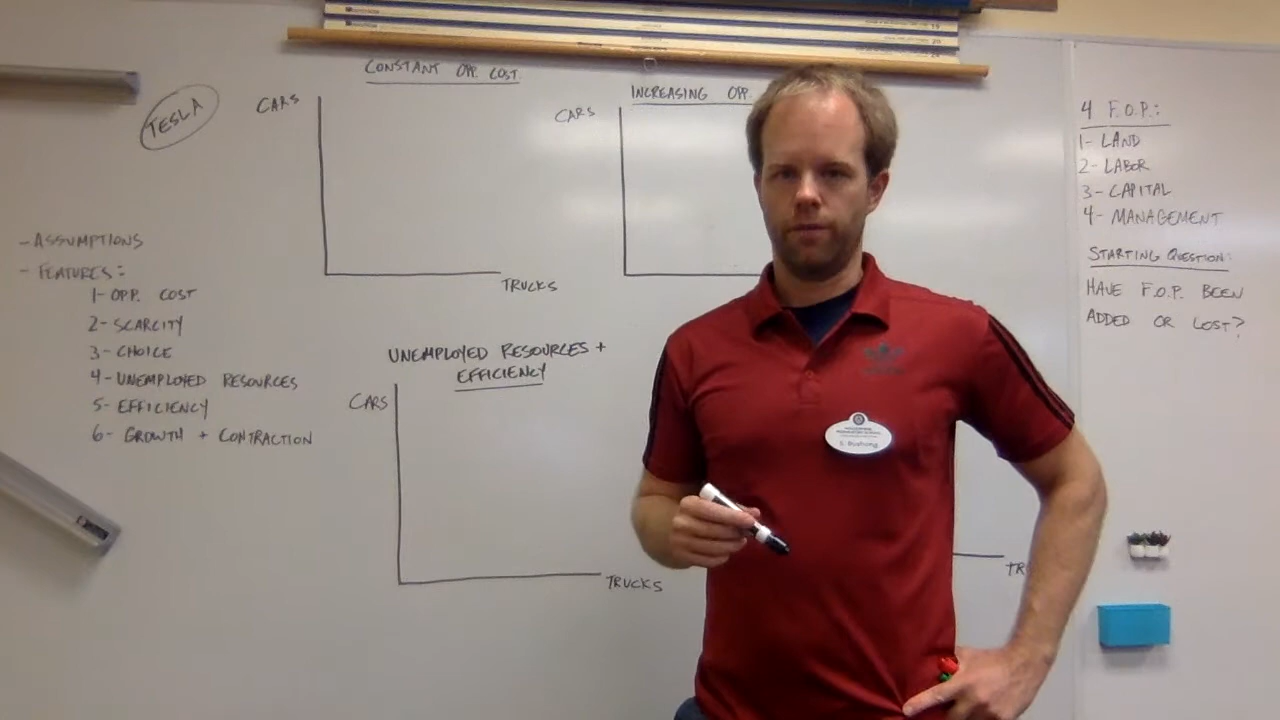 TESLA
CONSTANT OPP. COST.
CARS
TRUCKS
INCREASING OPP.
CARS
- ASSUMPTIONS
- FEATURES:
1- OPP. COST
2- SCARCITY
3- CHOICE
4- UNEMPLOYED RESOURCES
5- EFFICIENCY
6- GROWTH + CONTRACTION
UNEMPLOYED RESOURCES +
EFFICIENCY
CARS
TRUCKS
TR
4 F.O.P.:
1- LAND
2- LABOR
3- CAPITAL
4- MANAGEMENT
STARTING QUESTION:
HAVE F.O.P. BEEN
ADDED OR LOST?
S. Bushong